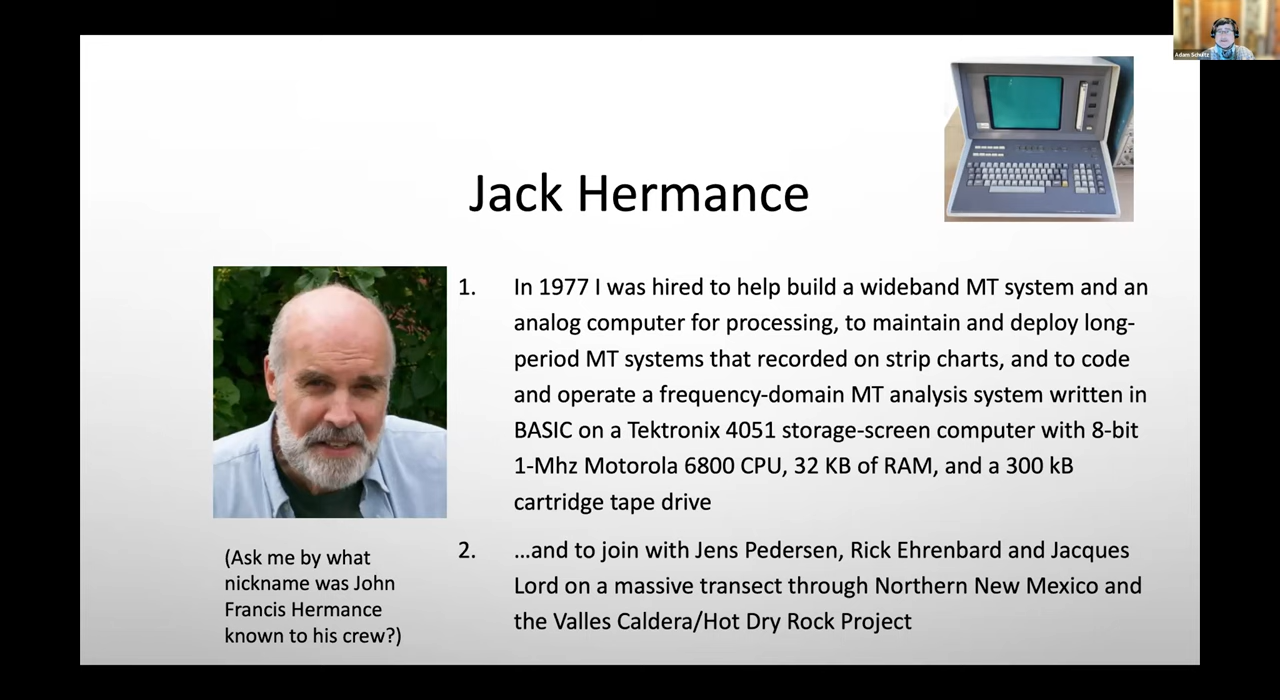 Adam Schultz
Jack Hermance
1. In 1977 I was hired to help build a wideband MT system and an
analog computer for processing, to maintain and deploy long-
period MT systems that recorded on strip charts, and to code
and operate a frequency-domain MT analysis system written in
BASIC on a Tektronix 4051 storage-screen computer with 8-bit
1-Mhz Motorola 6800 CPU, 32 KB of RAM, and a 300 kB
cartridge tape drive
2. ...and to join with Jens Pedersen, Rick Ehrenbard and Jacques
Lord on a massive transect through Northern New Mexico and
the Valles Caldera/Hot Dry Rock Project
(Ask me by what
nickname was John
Francis Hermance
known to his crew?)